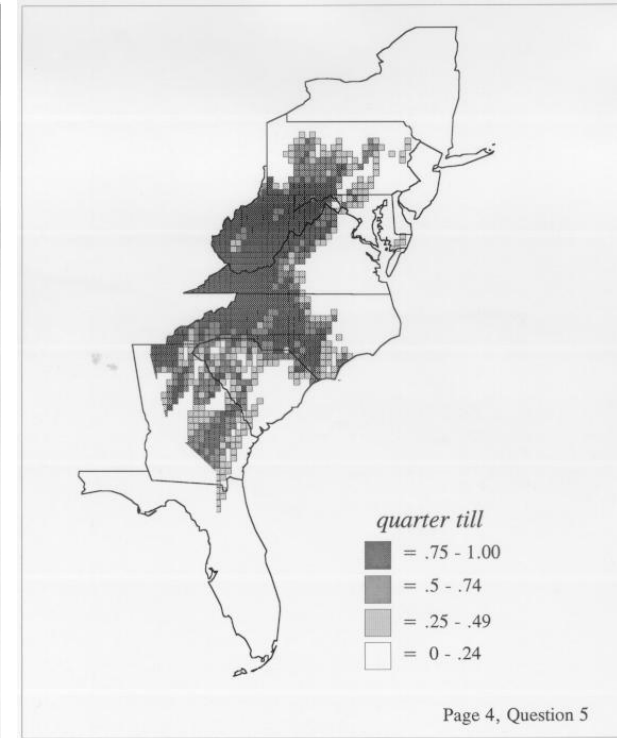 quarter till
= .75 - 1.00
= .5 - .74
= .25 - .49
= 0 - .24
Page 4, Question 5